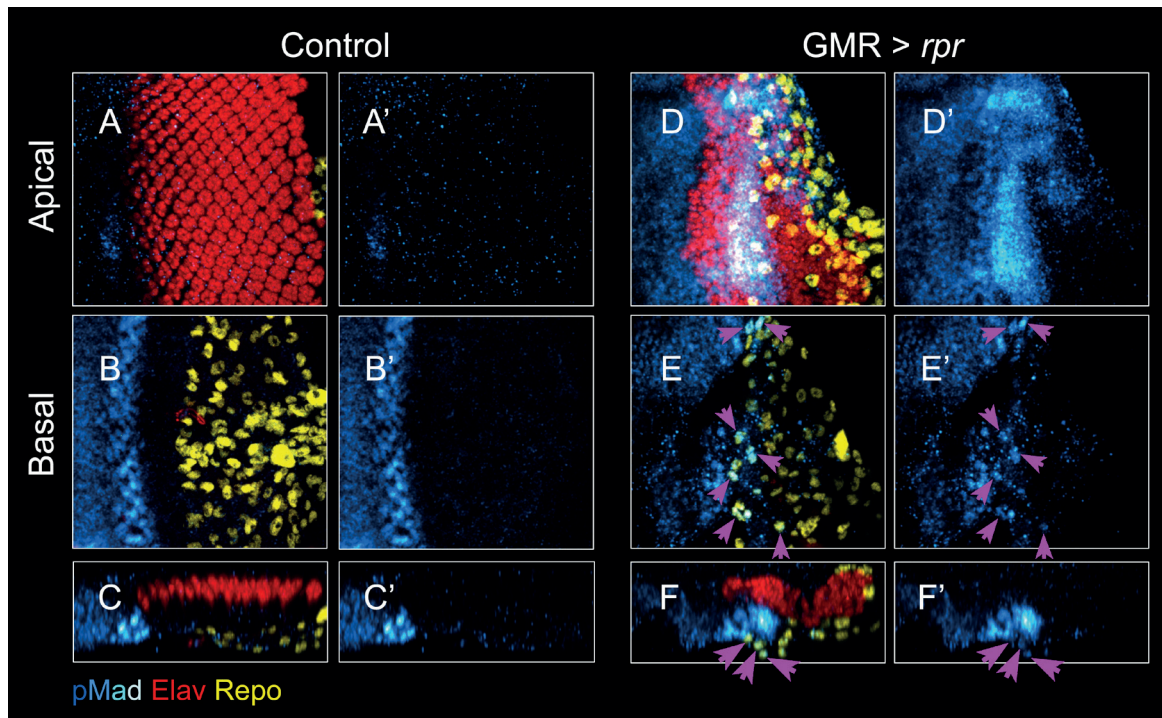 Control
GMR > rpr
Apical
A
A’
D
D’
Basal
B
B’
E
E’
C
C’
F
F’
pMad Elav Repo